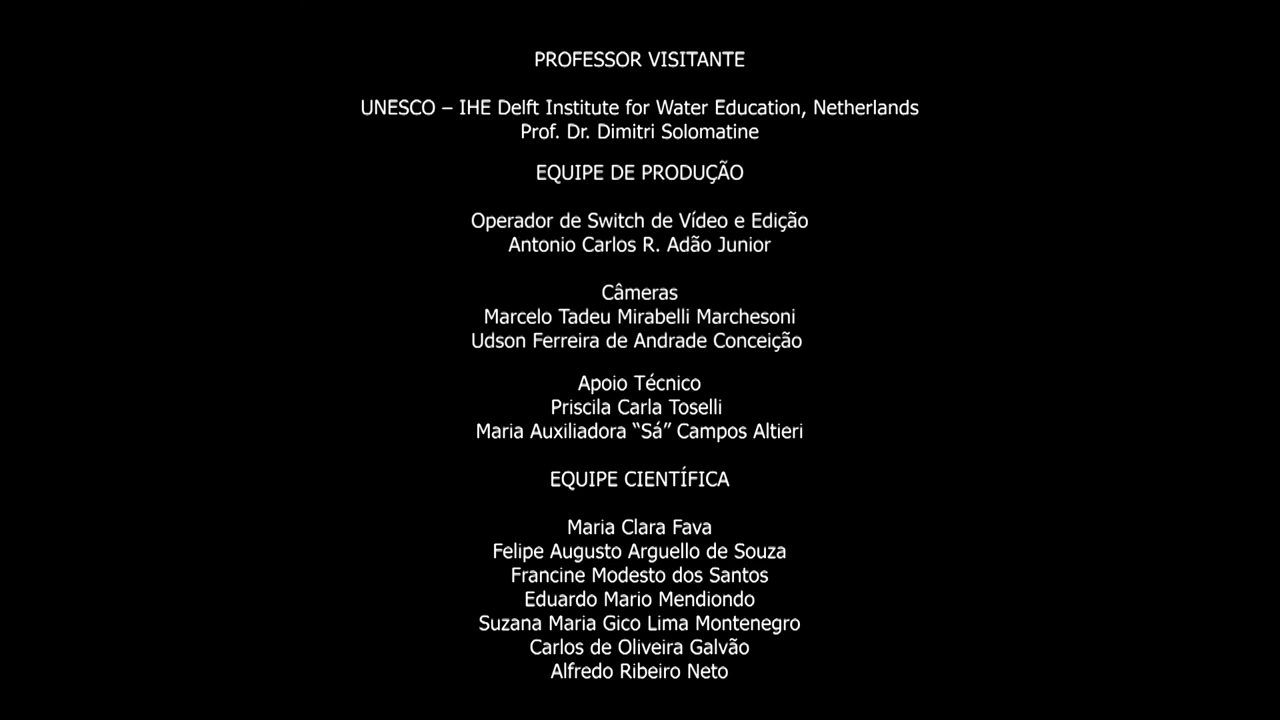 PROFESSOR VISITANTE
UNESCO – IHE Delft Institute for Water Education, Netherlands
Prof. Dr. Dimitri Solomatine
EQUIPE DE PRODUÇÃO
Operador de Switch de Vídeo e Edição
Antonio Carlos R. Adão Junior
Câmeras
Marcelo Tadeu Mirabelli Marchesoni
Udson Ferreira de Andrade Conceição
Apoio Técnico
Priscila Carla Toselli
Maria Auxiliadora “Sá” Campos Altieri
EQUIPE CIENTÍFICA
Maria Clara Fava
Felipe Augusto Arguello de Souza
Francine Modesto dos Santos
Eduardo Mario Mendiondo
Suzana Maria Gico Lima Montenegro
Carlos de Oliveira Galvão
Alfredo Ribeiro Neto